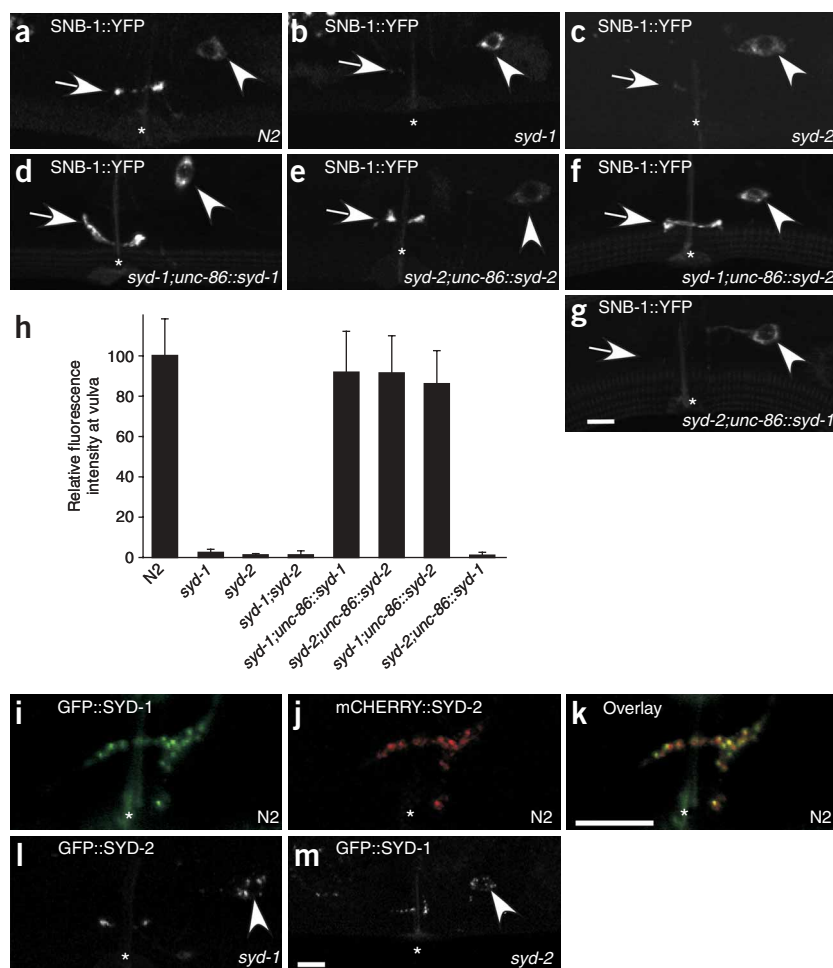 a SNB-1::YFP
*
N2
b SNB-1::YFP
*
syd-1
c SNB-1::YFP
*
syd-2
d SNB-1::YFP
*
syd-1;unc-86::syd-1
e SNB-1::YFP
*
syd-2;unc-86::syd-2
f SNB-1::YFP
*
syd-1;unc-86::syd-2
g SNB-1::YFP
*
syd-2;unc-86::syd-1
h
Relative fluorescence
intensity at vulva
100
80
60
40
20
0
N2
syd-1
syd-2
syd-1;syd-2
syd-1;unc-86::syd-1
syd-2;unc-86::syd-2
syd-1;unc-86::syd-2
syd-2;unc-86::syd-1
i GFP::SYD-1
*
N2
j mCHERRY::SYD-2
*
N2
k Overlay
*
N2
l GFP::SYD-2
*
syd-1
m GFP::SYD-1
*
syd-2